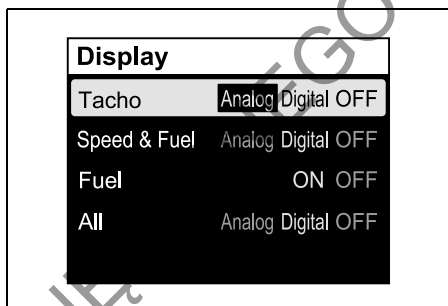 Display
Tacho Analog Digital OFF
Speed & Fuel Analog Digital OFF
Fuel ON OFF
All Analog Digital OFF